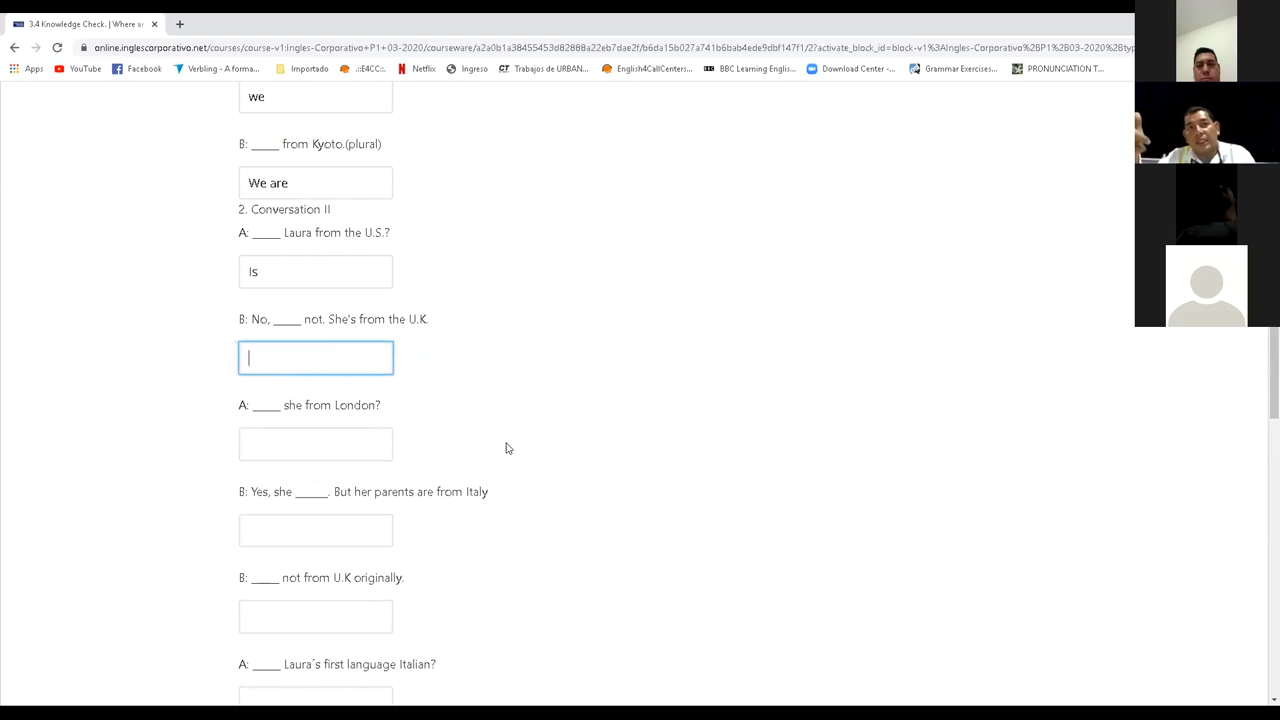 3.4 Knowledge Check. | Where a
online.inglescorporativo.net/courses/course-v1:Ingles-Corporativo+P1+03-2020/courseware/a2a0b1a38455453d82888a22eb7dae2f/b6da15b027a741b6bab4edc9dbf147f1/2?activate_block_id=block-v1%3AIngles-Corporativo%2BP1%2B03-2020%2Btyp
Apps YouTube Facebook Verbling - A forma... Importado .::E4CC::. Netflix Ingreso Trabajos de URBAN... English4CallCenters... BBC Learning Englis... Download Center -... Grammar Exercises... PRONUNCIATION T...
we
B: _____ from Kyoto.(plural)
We are
2. Conversation II
A: _____ Laura from the U.S.?
Is
B: No, _____ not. She's from the U.K.
A: _____ she from London?
B: Yes, she ______. But her parents are from Italy
B: _____ not from U.K originally.
A: _____ Laura´s first language Italian?